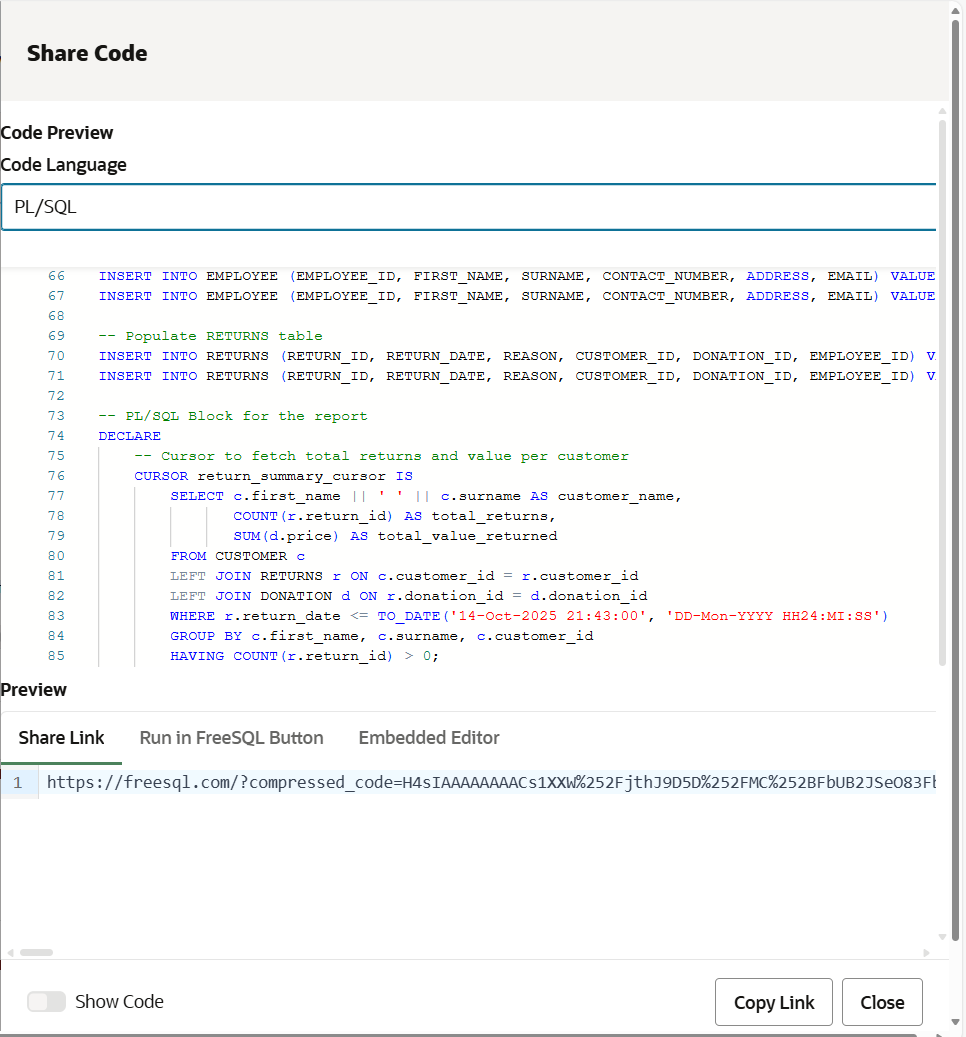 Share Code
Code Preview
Code Language
PL/SQL
66 INSERT INTO EMPLOYEE (EMPLOYEE_ID, FIRST_NAME, SURNAME, CONTACT_NUMBER, ADDRESS, EMAIL) VALUE
67 INSERT INTO EMPLOYEE (EMPLOYEE_ID, FIRST_NAME, SURNAME, CONTACT_NUMBER, ADDRESS, EMAIL) VALUE
68
69 -- Populate RETURNS table
70 INSERT INTO RETURNS (RETURN_ID, RETURN_DATE, REASON, CUSTOMER_ID, DONATION_ID, EMPLOYEE_ID) VA
71 INSERT INTO RETURNS (RETURN_ID, RETURN_DATE, REASON, CUSTOMER_ID, DONATION_ID, EMPLOYEE_ID) VA
72
73 -- PL/SQL Block for the report
74 DECLARE
75 -- Cursor to fetch total returns and value per customer
76 CURSOR return_summary_cursor IS
77 SELECT c.first_name || ' ' || c.surname AS customer_name,
78 COUNT(r.return_id) AS total_returns,
79 SUM(d.price) AS total_value_returned
80 FROM CUSTOMER c
81 LEFT JOIN RETURNS r ON c.customer_id = r.customer_id
82 LEFT JOIN DONATION d ON r.donation_id = d.donation_id
83 WHERE r.return_date <= TO_DATE('14-Oct-2025 21:43:00', 'DD-Mon-YYYY HH24:MI:SS')
84 GROUP BY c.first_name, c.surname, c.customer_id
85 HAVING COUNT(r.return_id) > 0;
Preview
Share Link Run in FreeSQL Button Embedded Editor
1 https://freesql.com/?compressed_code=H4sIAAAAAAAACs1XXW%252FjthJ9D5D%252FMC%252BFbUB2JSeO83Fb
Show Code Copy Link Close